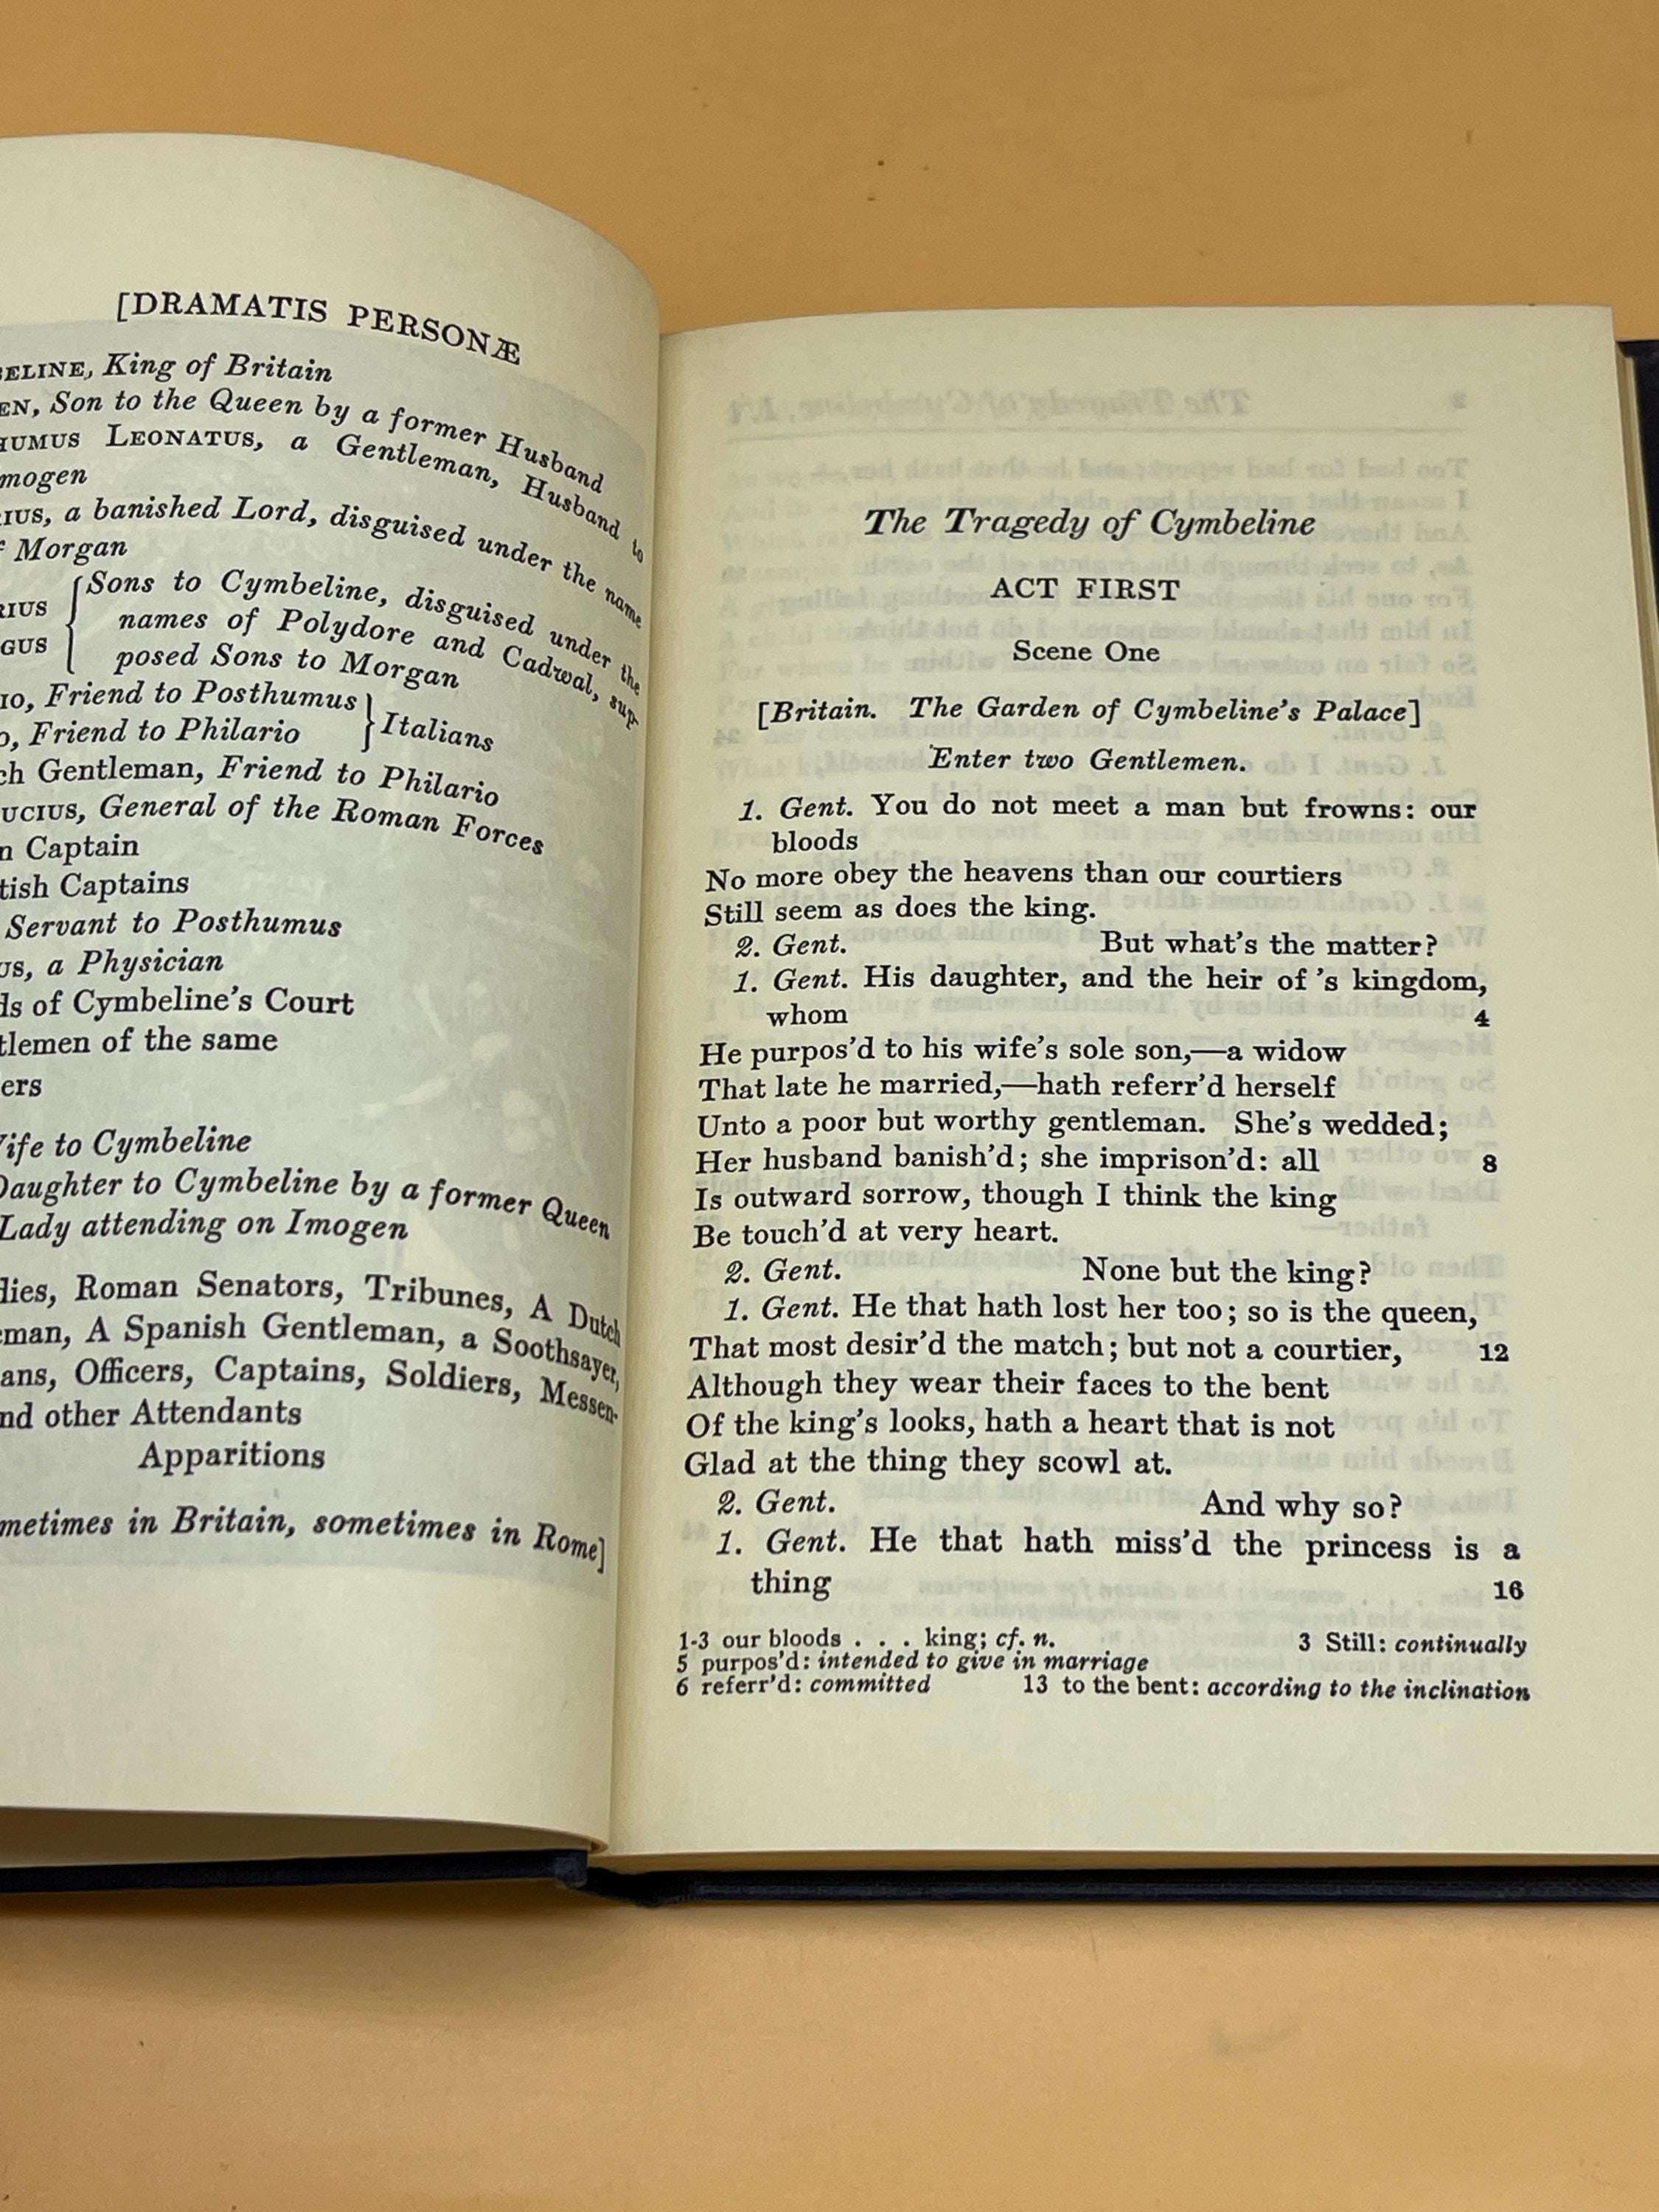 [DRAMATIS PERSONÆ
BELINE, King of Britain
EN, Son to the Queen by a former Husband
HUMUS LEONATUS, a Gentleman, Husband to
mogen
RIUS, a banished Lord, disguised under the name
f Morgan
RIUS
GUS
Sons to Cymbeline, disguised under the
names of Polydore and Cadwal, sup-
posed Sons to Morgan
IO, Friend to Posthumus
O, Friend to Philario
Italians
ch Gentleman, Friend to Philario
UCIUS, General of the Roman Forces
n Captain
tish Captains
Servant to Posthumus
US, a Physician
ds of Cymbeline's Court
tlemen of the same
ers
Vife to Cymbeline
Daughter to Cymbeline by a former Queen
Lady attending on Imogen
dies, Roman Senators, Tribunes, A Dutch
eman, A Spanish Gentleman, a Soothsayer,
ans, Officers, Captains, Soldiers, Messen-
nd other Attendants
Apparitions
metimes in Britain, sometimes in Rome]
The Tragedy of Cymbeline
ACT FIRST
Scene One
[Britain. The Garden of Cymbeline's Palace]
Enter two Gentlemen.
1. Gent. You do not meet a man but frowns: our
bloods
No more obey the heavens than our courtiers
Still seem as does the king.
2. Gent. But what's the matter?
1. Gent. His daughter, and the heir of 's kingdom,
whom 4
He purpos'd to his wife's sole son,—a widow
That late he married,—hath referr'd herself
Unto a poor but worthy gentleman. She's wedded;
Her husband banish'd; she imprison'd: all 8
Is outward sorrow, though I think the king
Be touch'd at very heart.
2. Gent. None but the king?
1. Gent. He that hath lost her too; so is the queen,
That most desir'd the match; but not a courtier, 12
Although they wear their faces to the bent
Of the king's looks, hath a heart that is not
Glad at the thing they scowl at.
2. Gent. And why so?
1. Gent. He that hath miss'd the princess is a
thing 16
1-3 our bloods . . . king; cf. n. 3 Still: continually
5 purpos'd: intended to give in marriage
6 referr'd: committed 13 to the bent: according to the inclination